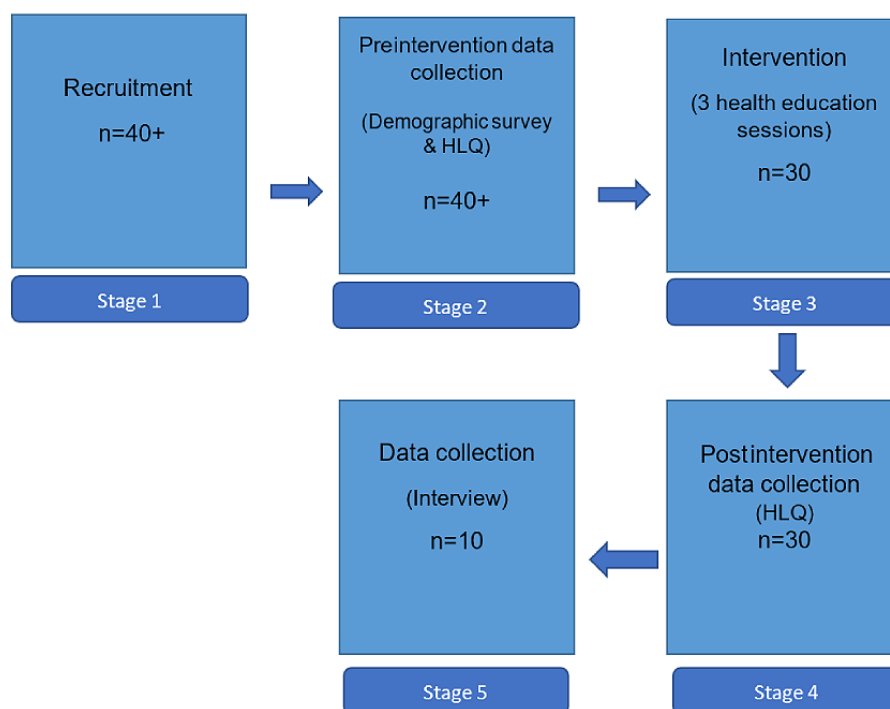 Recruitment
n=40+
Stage 1
Preintervention data
collection
(Demographic survey
& HLQ)
n=40+
Stage 2
Intervention
(3 health education
sessions)
n=30
Stage 3
Postintervention
data collection
(HLQ)
n=30
Stage 4
Data collection
(Interview)
n=10
Stage 5